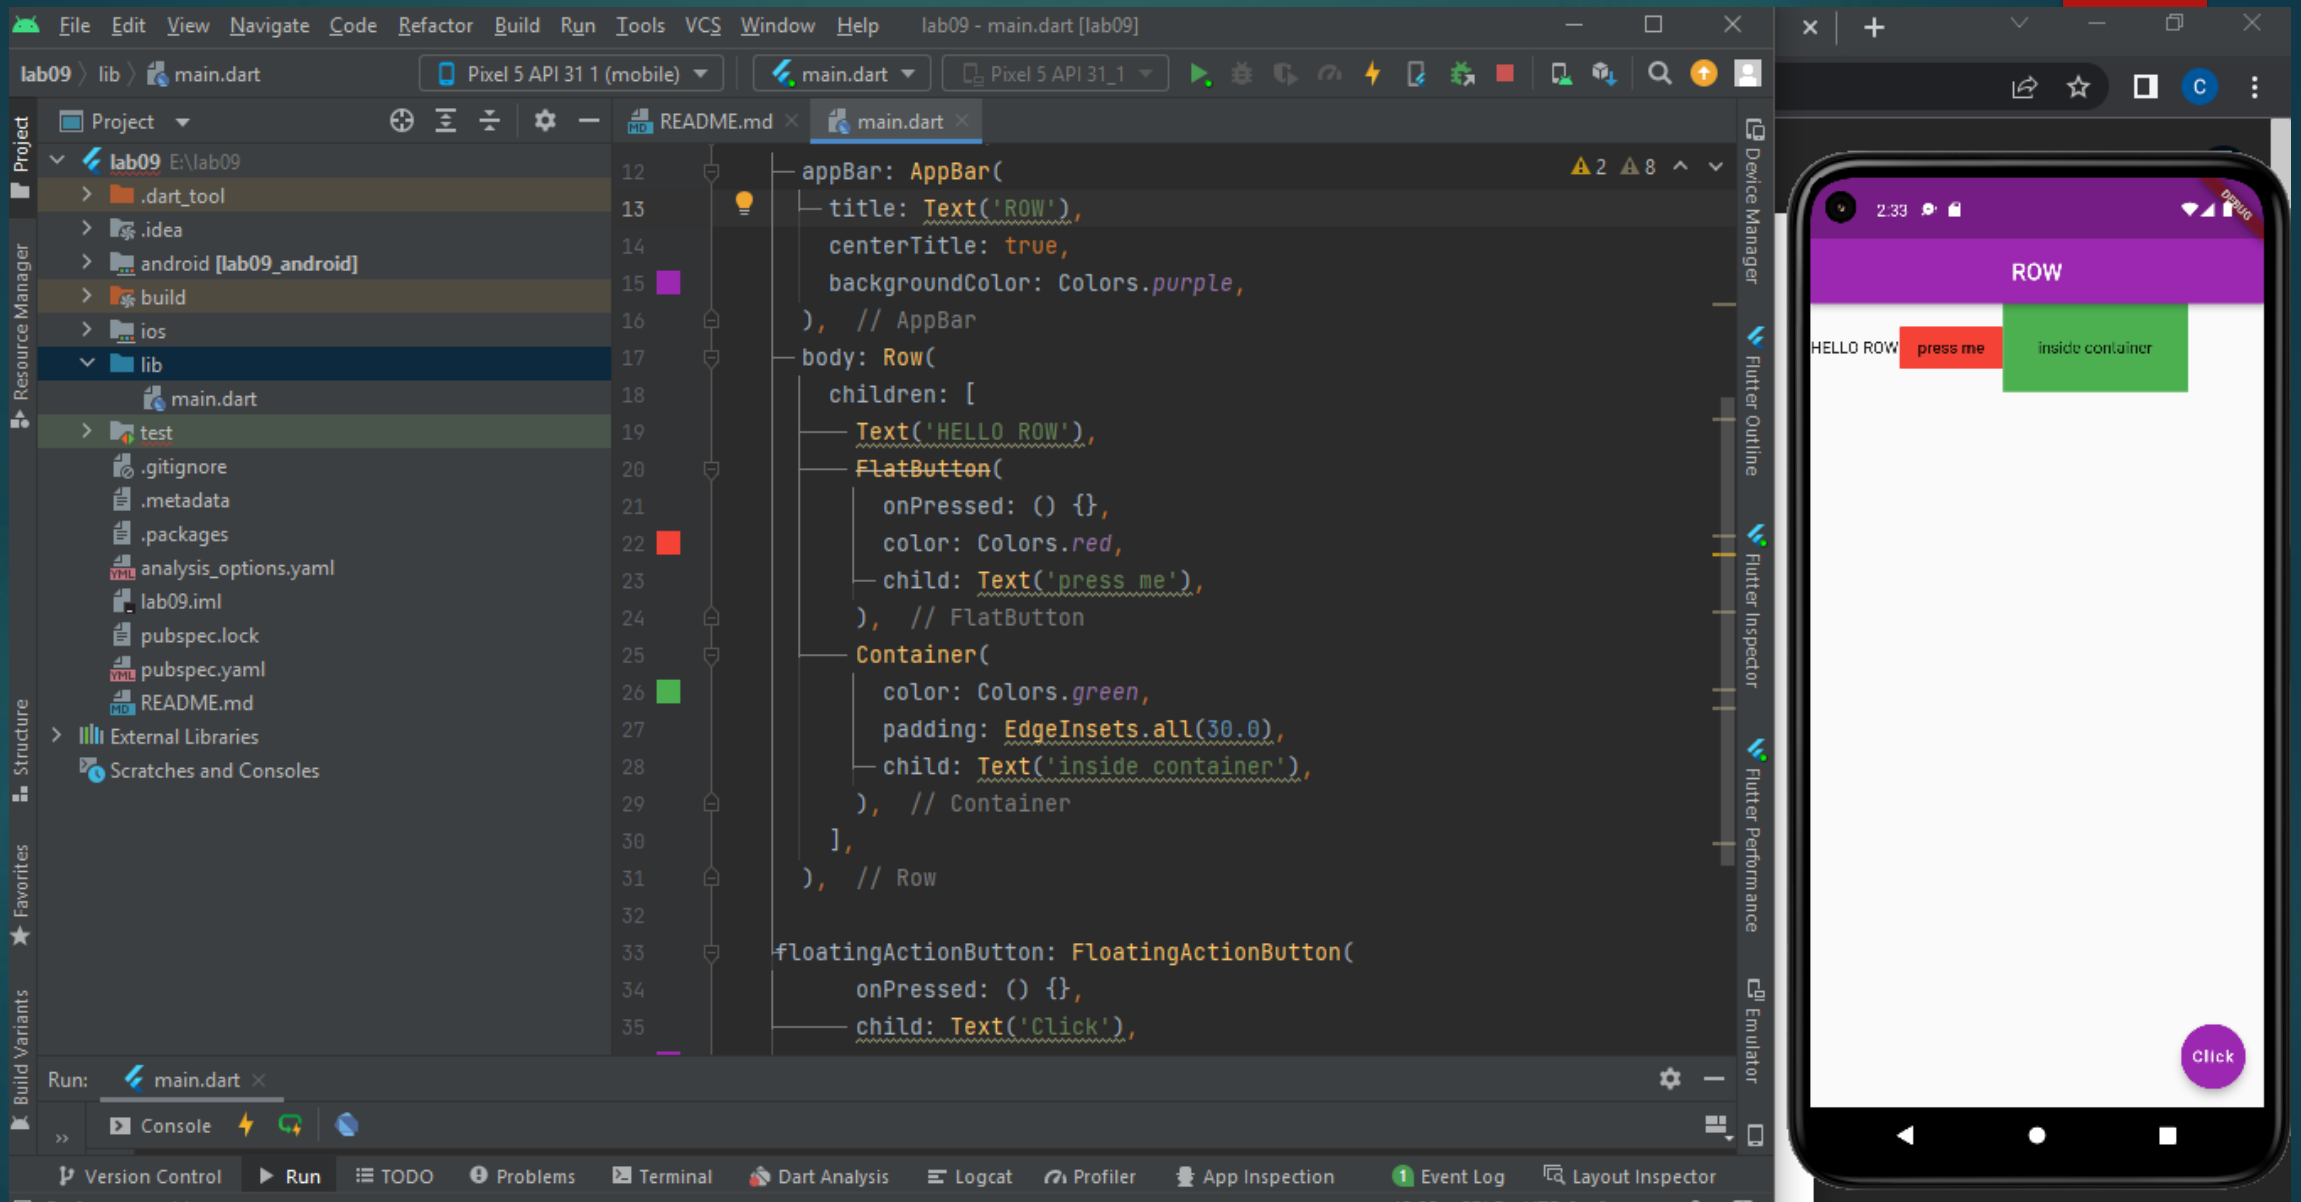 File Edit View Navigate Code Refactor Build Run Tools VCS Window Help lab09 - main.dart [lab09]
lab09 lib main.dart Pixel 5 API 31 1 (mobile) main.dart Pixel 5 API 31_1
Project README.md main.dart
lab09 E:\lab09
.dart_tool
.idea
android [lab09_android]
build
ios
lib
main.dart
test
.gitignore
.metadata
.packages
analysis_options.yaml
lab09.iml
pubspec.lock
pubspec.yaml
README.md
External Libraries
Scratches and Consoles
Project
Resource Manager
Structure
Favorites
Build Variants
2 8
12 appBar: AppBar(
13 title: Text('ROW'),
14 centerTitle: true,
15 backgroundColor: Colors.purple,
16 ), // AppBar
17 body: Row(
18 children: [
19 Text('HELLO ROW'),
20 FlatButton(
21 onPressed: () {},
22 color: Colors.red,
23 child: Text('press me'),
24 ), // FlatButton
25 Container(
26 color: Colors.green,
27 padding: EdgeInsets.all(30.0),
28 child: Text('inside container'),
29 ), // Container
30 ],
31 ), // Row
32
33 floatingActionButton: FloatingActionButton(
34 onPressed: () {},
35 child: Text('Click'),
Device Manager
Flutter Outline
Flutter Inspector
Flutter Performance
Emulator
Run: main.dart
Console
Version Control Run TODO Problems Terminal Dart Analysis Logcat Profiler App Inspection 1 Event Log Layout Inspector
C
2:33
DEBUG
ROW
HELLO ROW press me inside container
Click